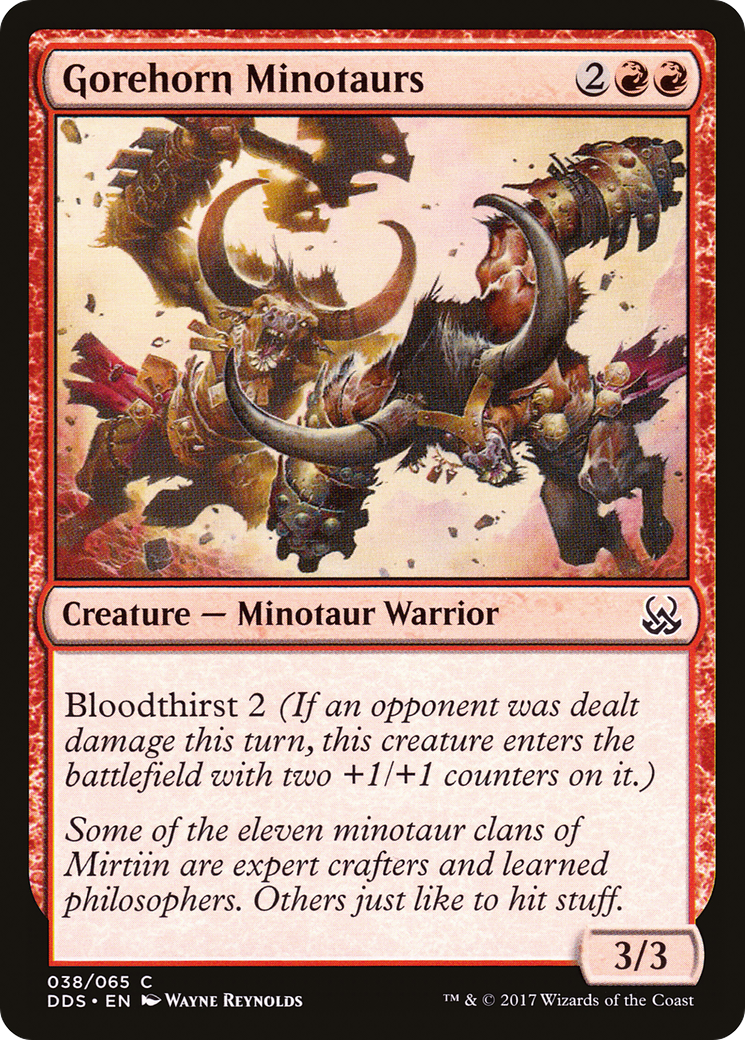 Gorehorn Minotaurs 2
Creature — Minotaur Warrior
Bloodthirst 2 (If an opponent was dealt
damage this turn, this creature enters the
battlefield with two +1/+1 counters on it.)
Some of the eleven minotaur clans of
Mirtiin are expert crafters and learned
philosophers. Others just like to hit stuff.
3/3
038/065 C
DDS • EN Wayne Reynolds
™ & © 2017 Wizards of the Coast